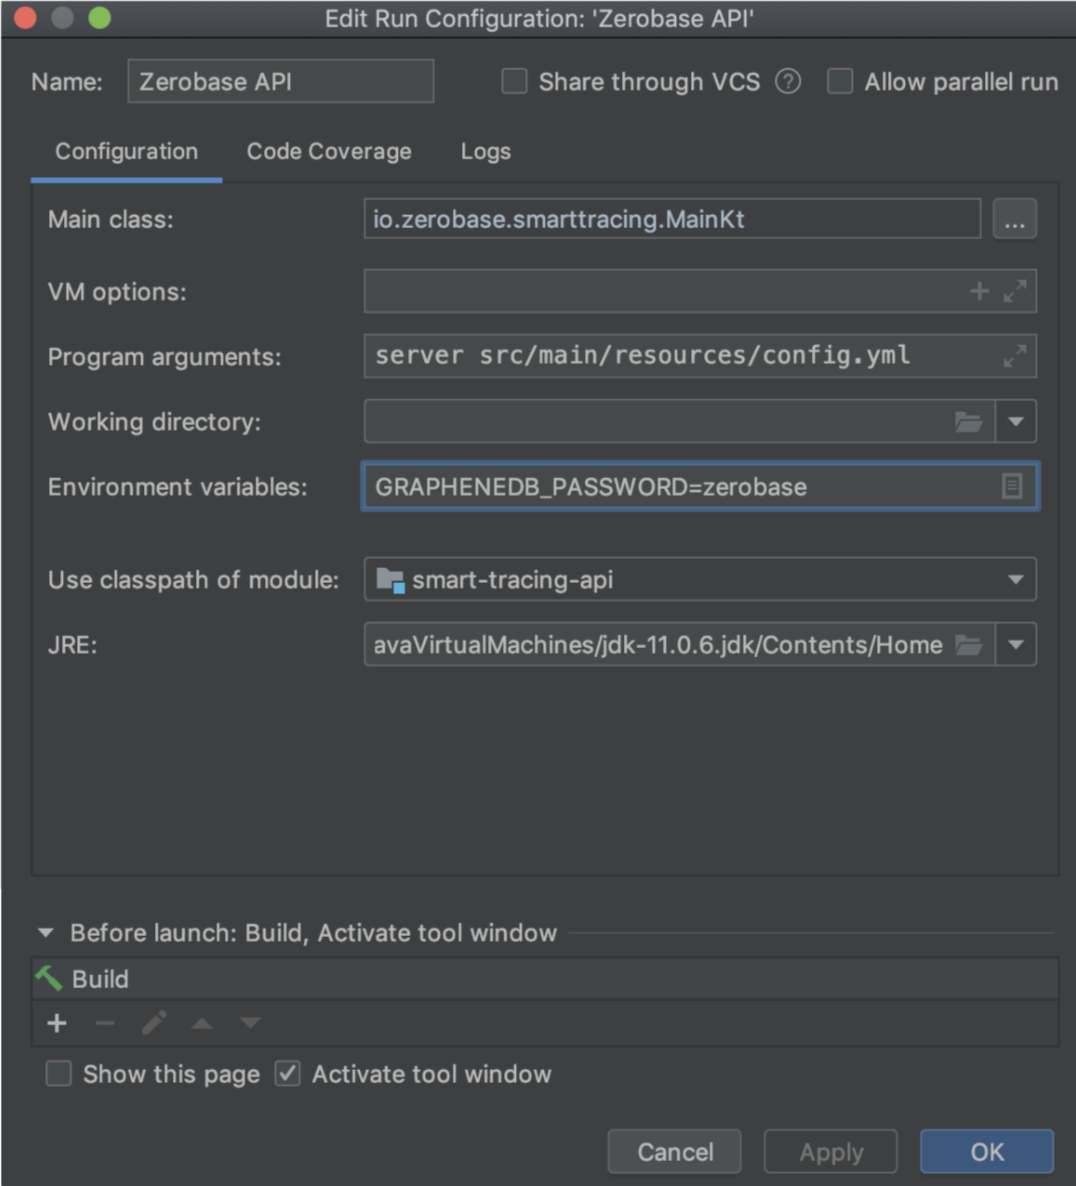 Edit Run Configuration: 'Zerobase API'
Name: Zerobase API Share through VCS ? Allow parallel run
Configuration Code Coverage Logs
Main class: io.zerobase.smarttracing.MainKt ...
VM options:
Program arguments: server src/main/resources/config.yml
Working directory:
Environment variables: GRAPHENEDB_PASSWORD=zerobase
Use classpath of module: smart-tracing-api
JRE: avaVirtualMachines/jdk-11.0.6.jdk/Contents/Home
Before launch: Build, Activate tool window
Build
Show this page Activate tool window
Cancel Apply OK